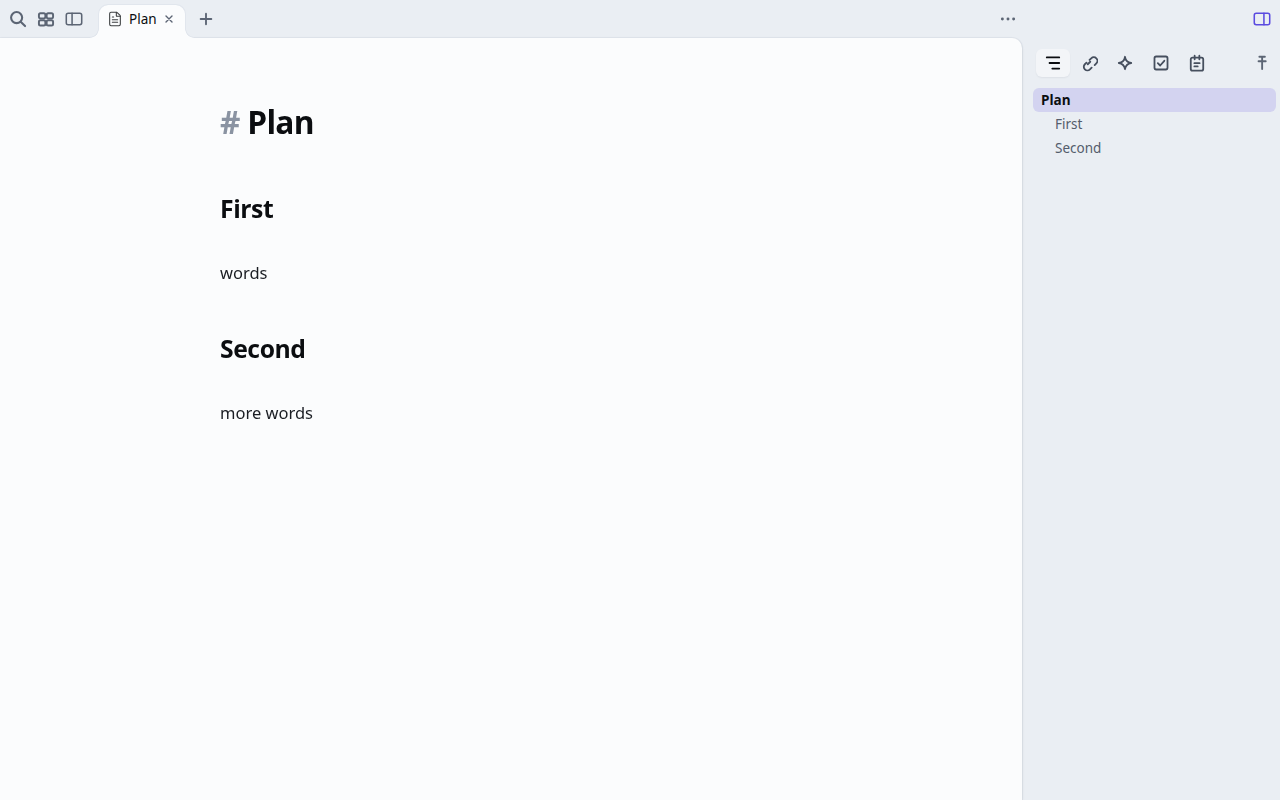 Plan
# Plan
First
words
Second
more words
Plan
First
Second